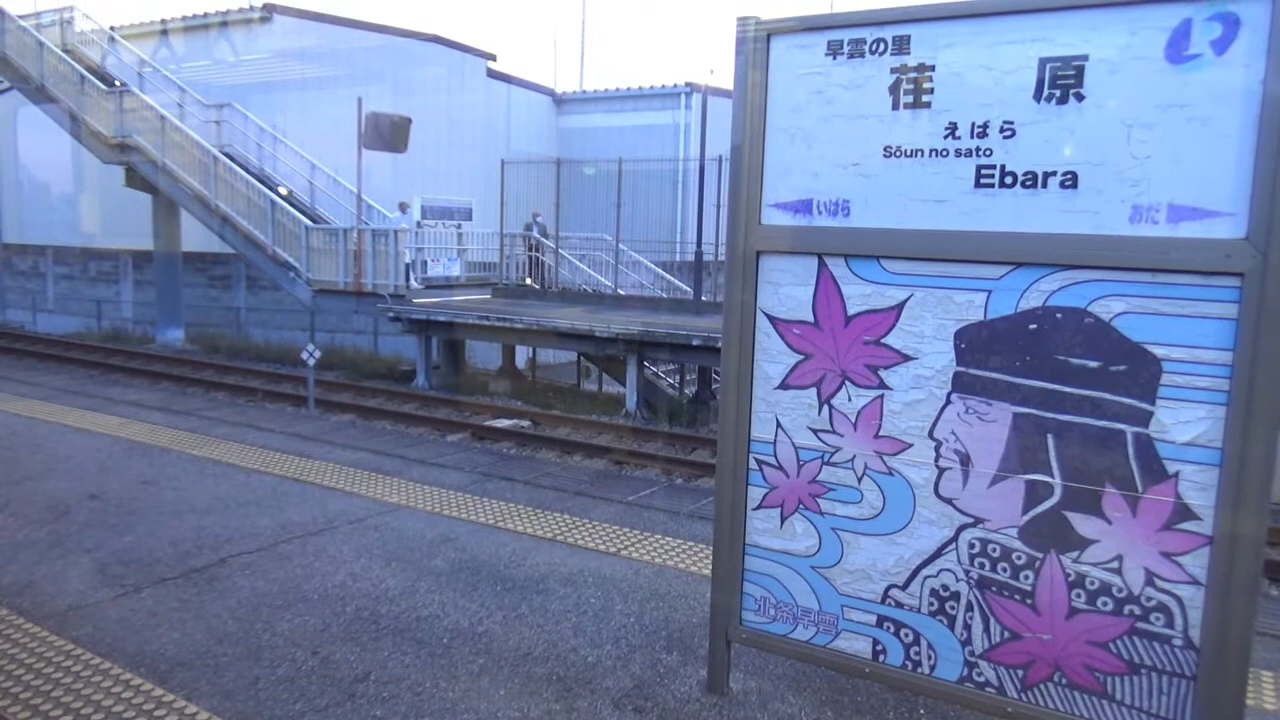 早雲の里
荏原
えばら
Sōun no sato
Ebara
いばら
おだ
北条早雲